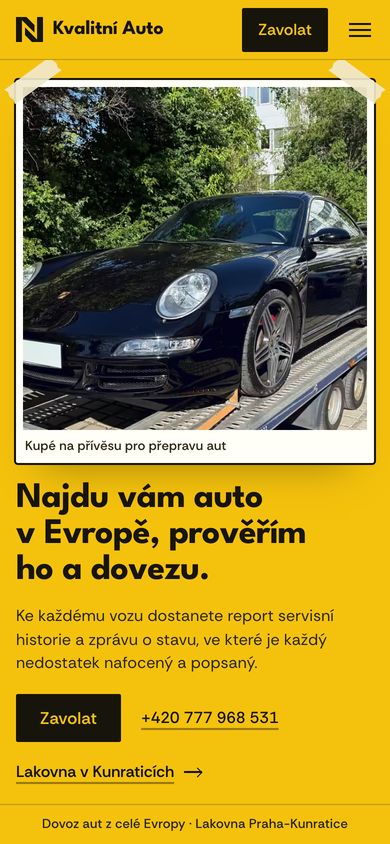 Kvalitní Auto
Zavolat
Kupé na přívěsu pro přepravu aut
Najdu vám auto
v Evropě, prověřím
ho a dovezu.
Ke každému vozu dostanete report servisní
historie a zprávu o stavu, ve které je každý
nedostatek nafocený a popsaný.
Zavolat
+420 777 968 531
Lakovna v Kunraticích
Dovoz aut z celé Evropy · Lakovna Praha-Kunratice